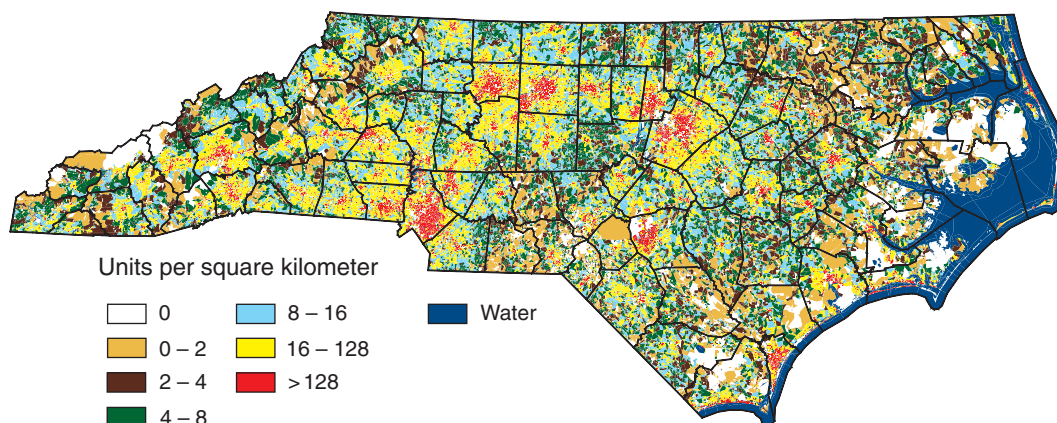 Units per square kilometer
0
0 – 2
2 – 4
4 – 8
8 – 16
16 – 128
> 128
Water